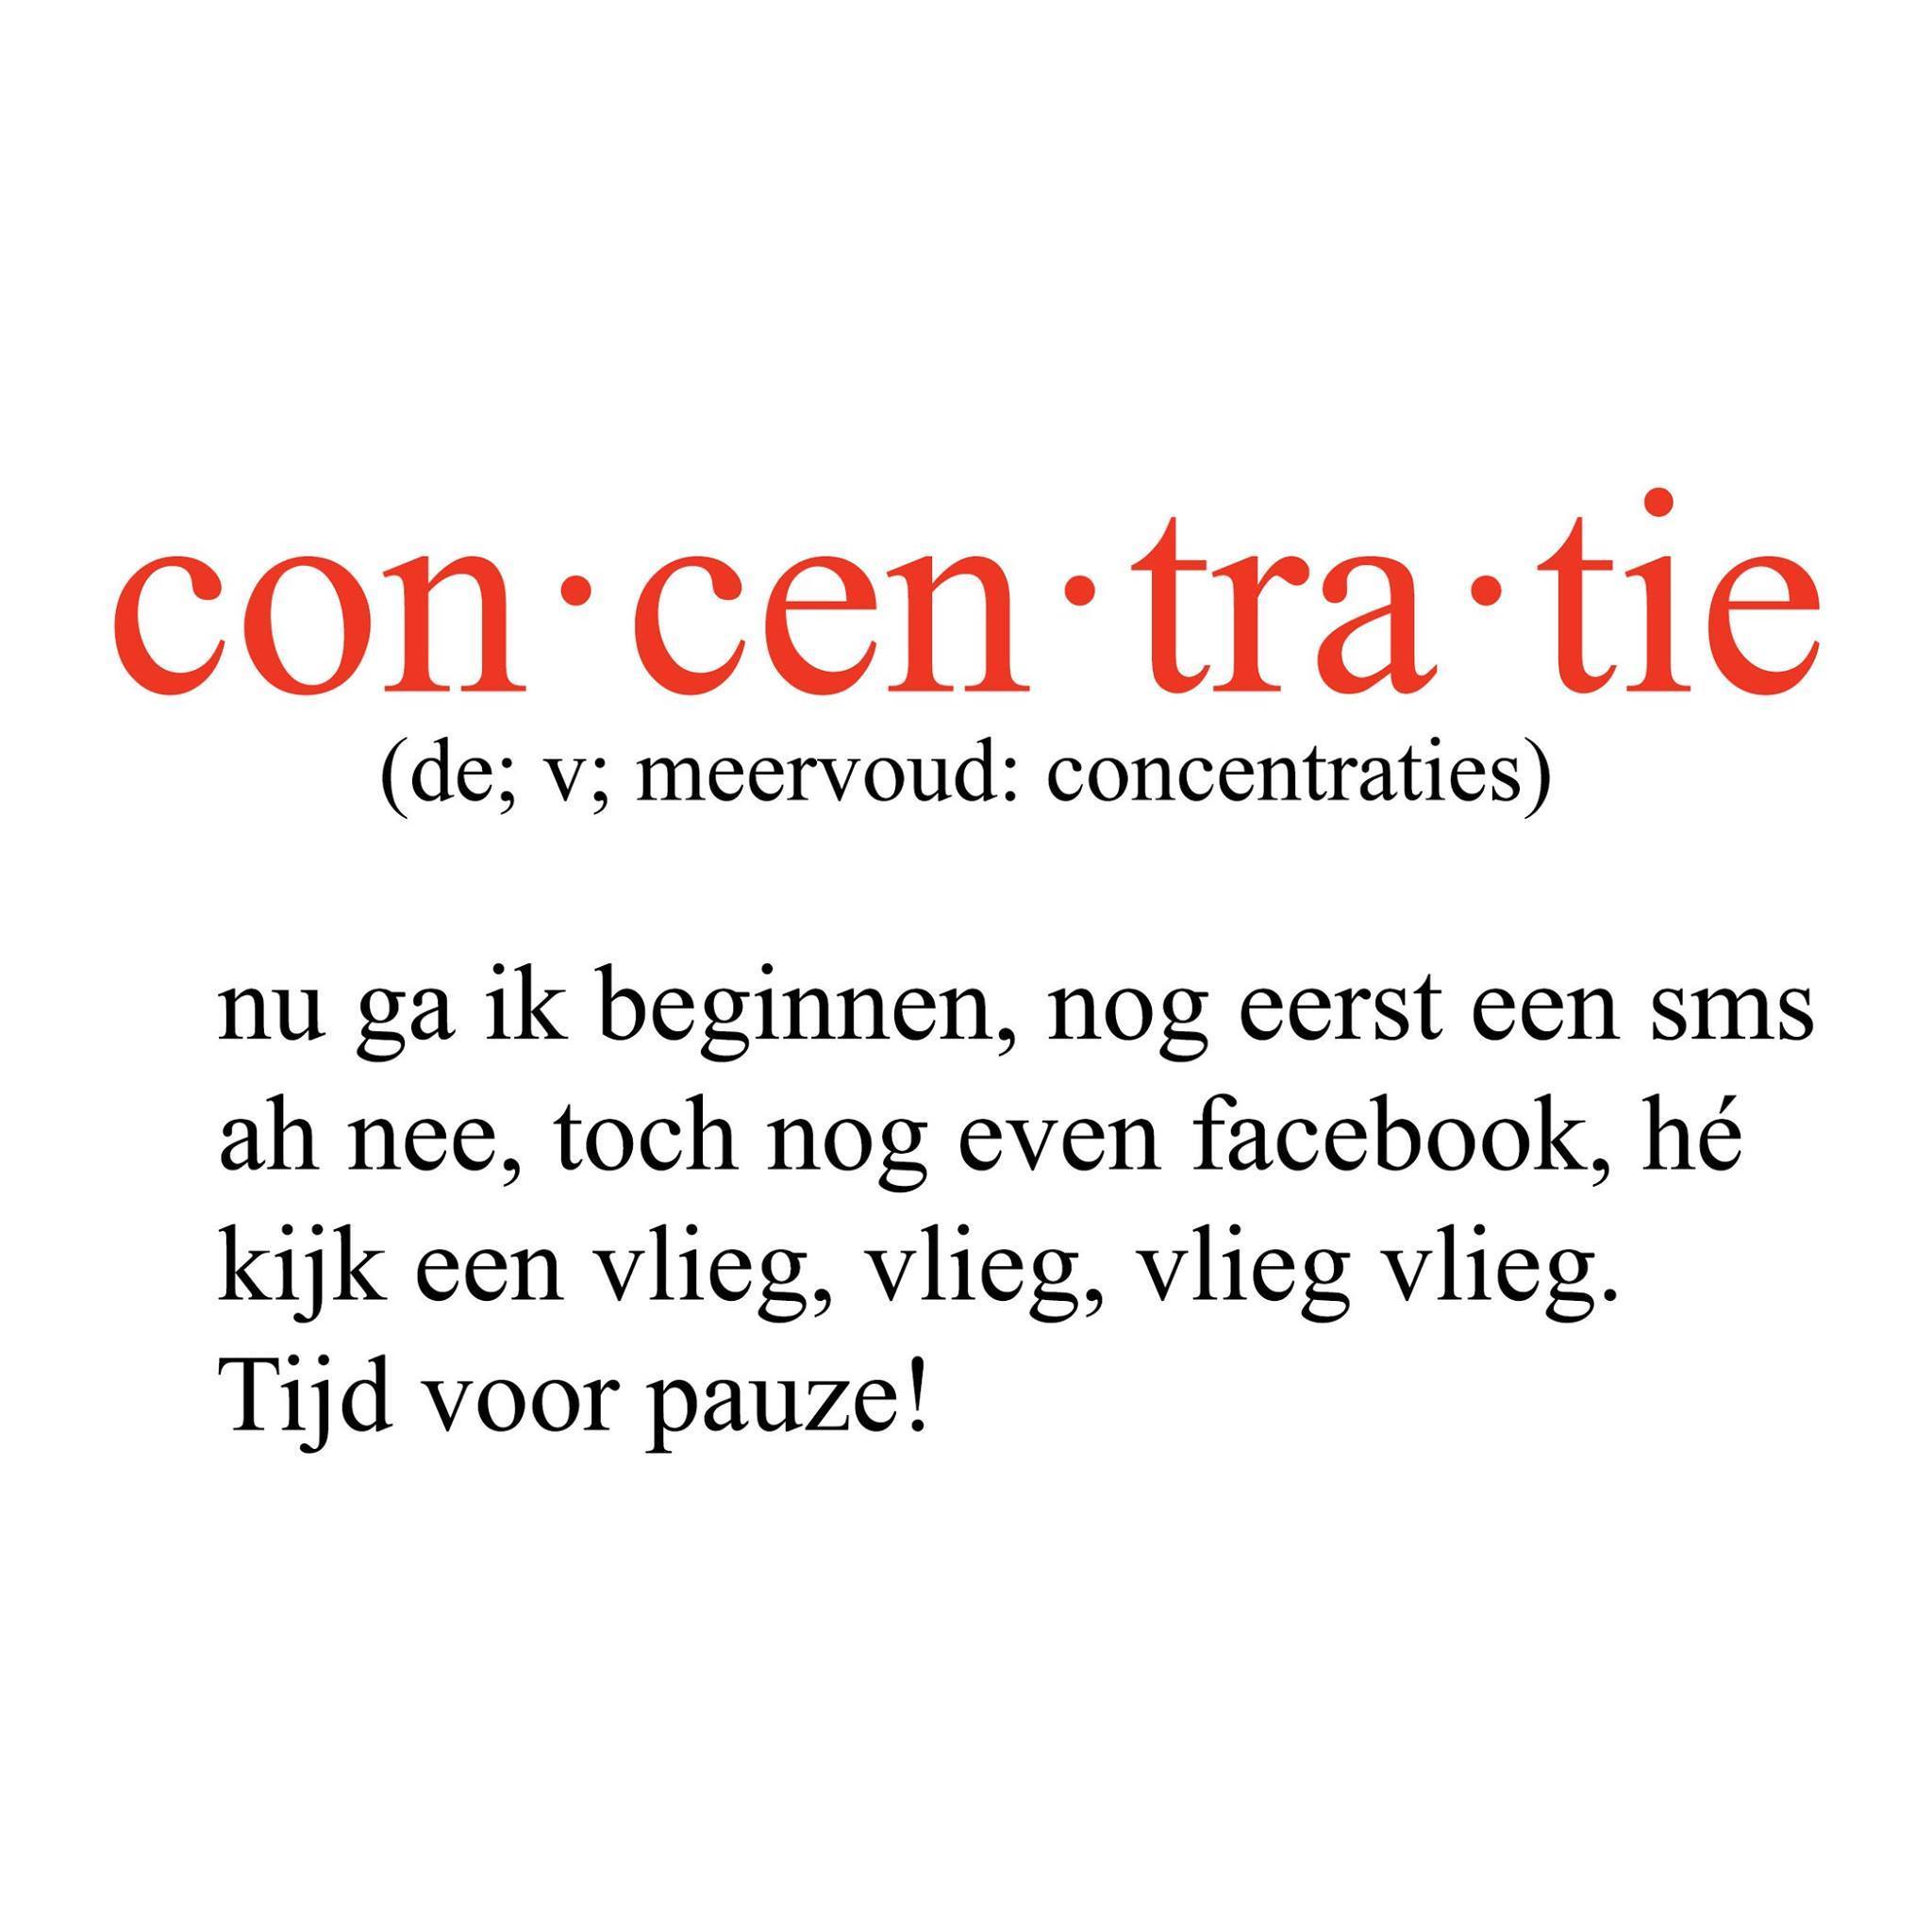 con·cen·tra·tie
(de; v; meervoud: concentraties)
nu ga ik beginnen, nog eerst een sms
ah nee, toch nog even facebook, hé
kijk een vlieg, vlieg, vlieg vlieg.
Tijd voor pauze!